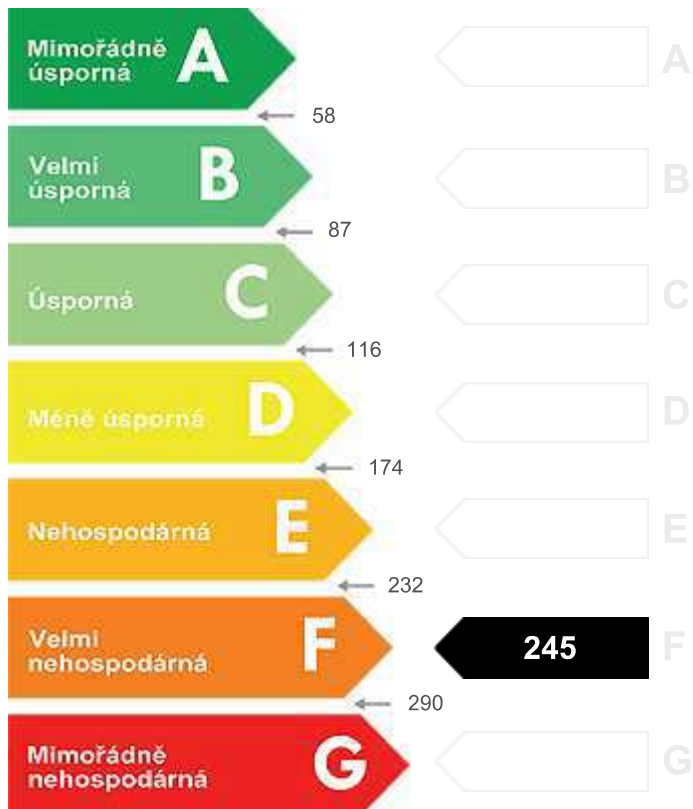 Mimořádně
úsporná
A
A
58
Velmi
úsporná
B
B
87
Úsporná
C
C
116
Méně úsporná
D
D
174
Nehospodárná
E
E
232
Velmi
nehospodárná
F
245
F
290
Mimořádně
nehospodárná
G
G